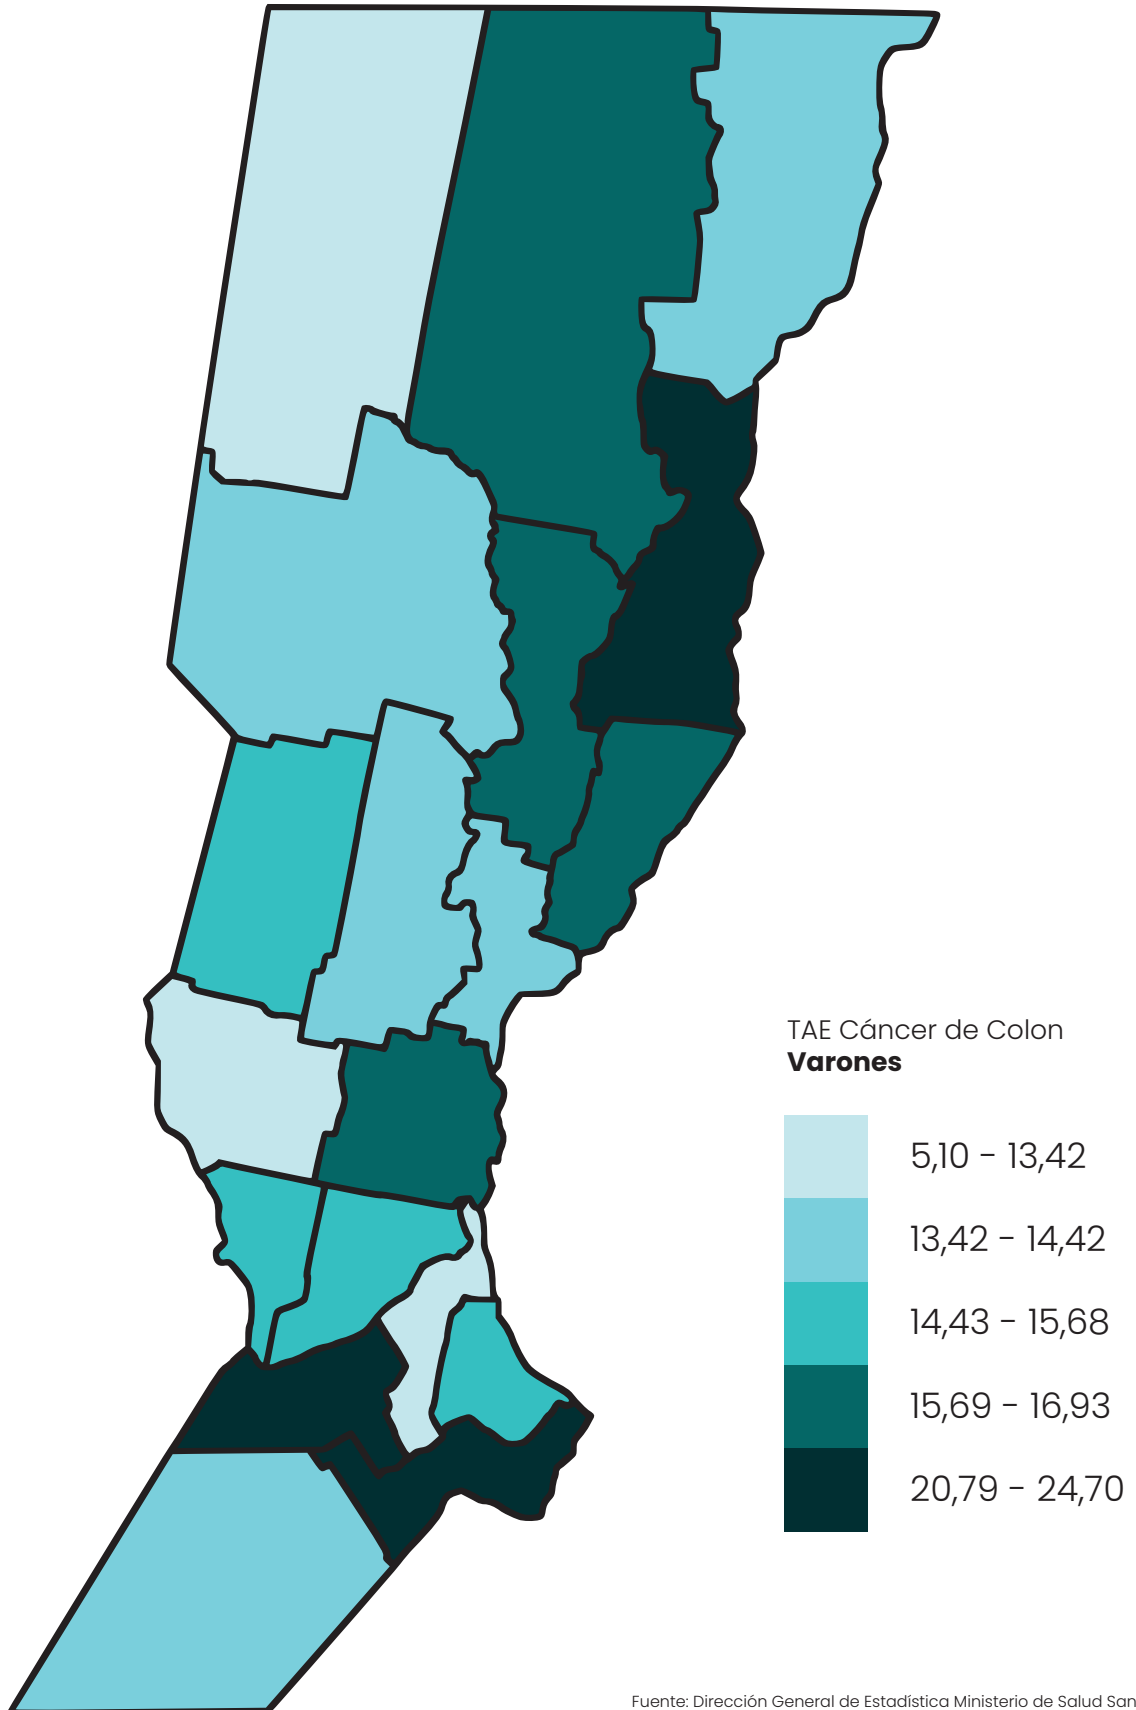 TAE Cáncer de Colon
Varones
5,10 - 13,42
13,42 - 14,42
14,43 - 15,68
15,69 - 16,93
20,79 - 24,70
Fuente: Dirección General de Estadística Ministerio de Salud San